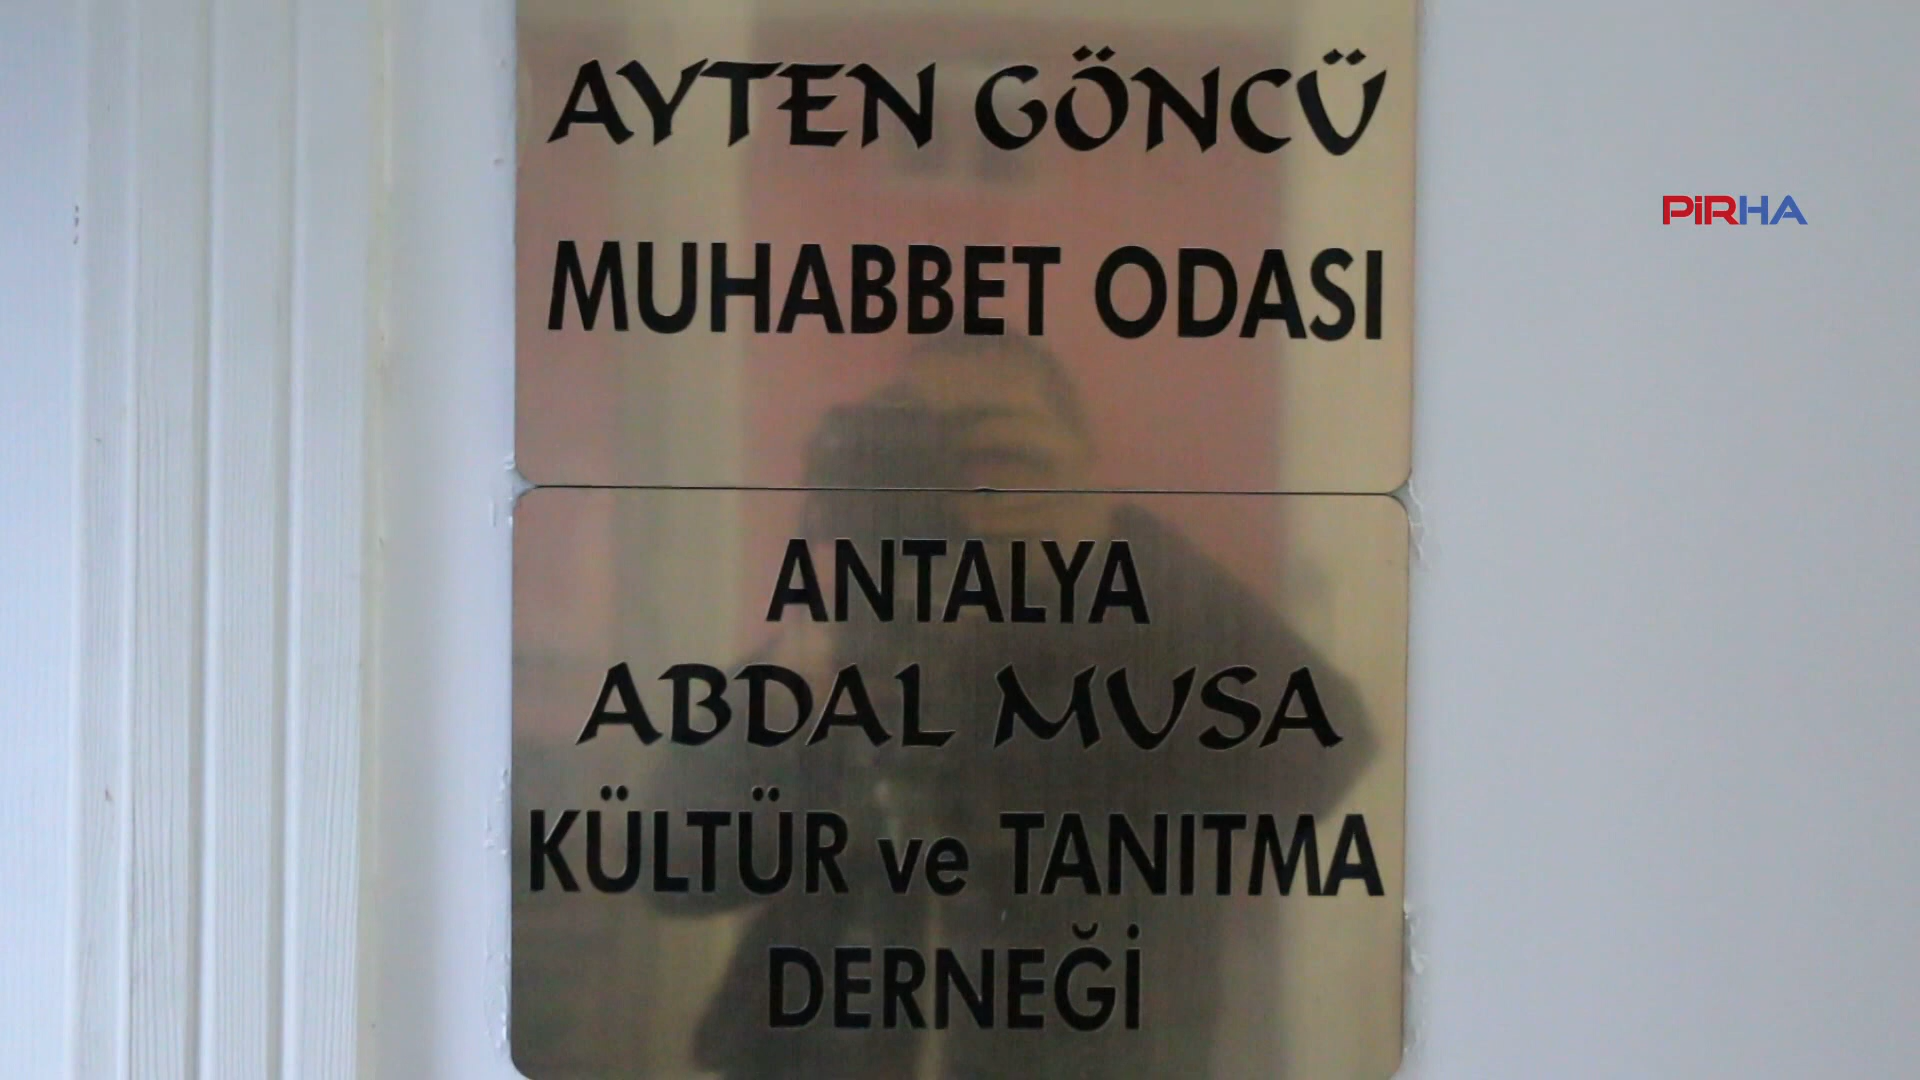 AYTEN GÖNCÜ
MUHABBET ODASI
PİRHA
ANTALYA
ABDAL MUSA
KÜLTÜR ve TANITMA
DERNEĞİ